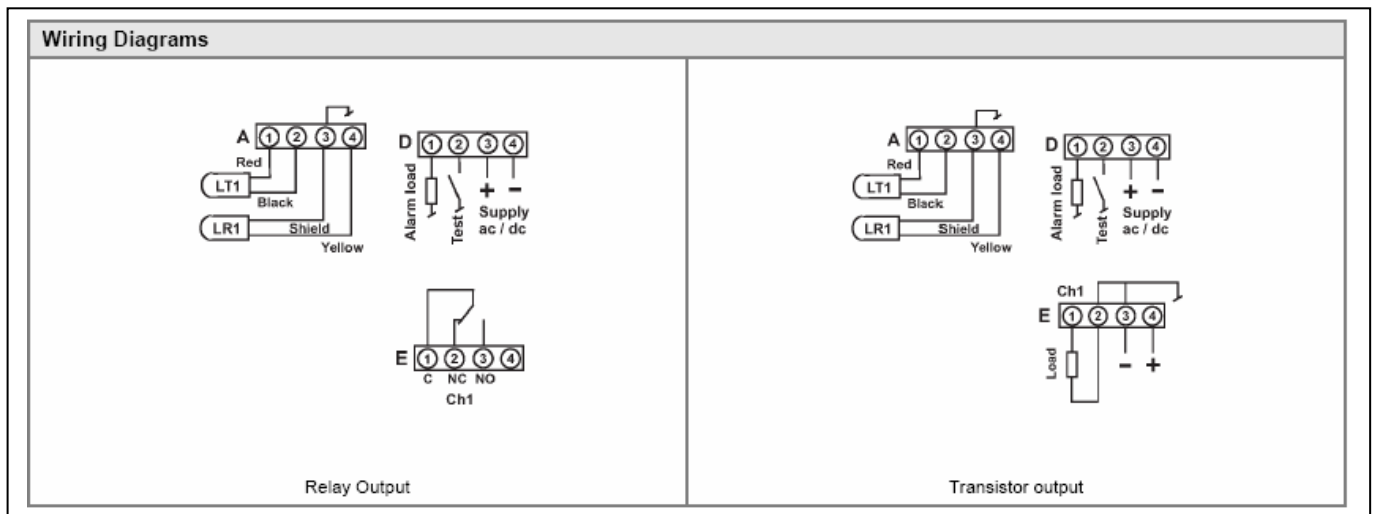 Wiring Diagrams
A 1 2 3 4
Red
LT1
Black
LR1
Shield
Yellow
D 1 2 3 4
Alarm load
Test
+ −
Supply
ac / dc
E 1 2 3 4
C NC NO
Ch1
Relay Output
A 1 2 3 4
Red
LT1
Black
LR1
Shield
Yellow
D 1 2 3 4
Alarm load
Test
+ −
Supply
ac / dc
Ch1
E 1 2 3 4
Load
− +
Transistor output